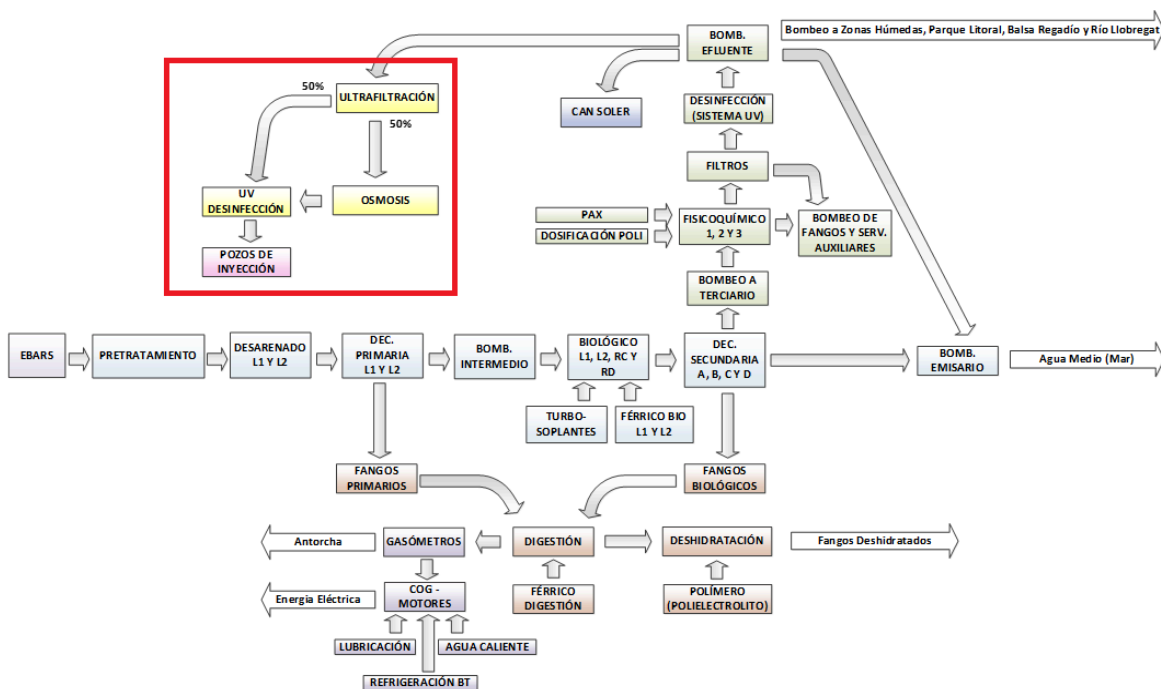 BOMB.
EFLUENTE
Bombeo a Zonas Húmedas, Parque Litoral, Balsa Regadío y Río Llobregat
50%
ULTRAFILTRACIÓN
50%
CAN SOLER
DESINFECCIÓN
(SISTEMA UV)
FILTROS
UV
DESINFECCIÓN
OSMOSIS
PAX
DOSIFICACIÓN POLI
FISICOQUÍMICO
1, 2 Y 3
BOMBEO DE
FANGOS Y SERV.
AUXILIARES
POZOS DE
INYECCIÓN
BOMBEO A
TERCIARIO
EBARS
PRETRATAMIENTO
DESARENADO
L1 Y L2
DEC.
PRIMARIA
L1 Y L2
BOMB.
INTERMEDIO
BIOLÓGICO
L1, L2, RC Y
RD
DEC.
SECUNDARIA
A, B, C Y D
BOMB.
EMISARIO
Agua Medio (Mar)
TURBO-
SOPLANTES
FÉRRICO BIO
L1 Y L2
FANGOS
PRIMARIOS
FANGOS
BIOLÓGICOS
Antorcha
GASÓMETROS
DIGESTIÓN
DESHIDRATACIÓN
Fangos Deshidratados
Energia Eléctrica
COG -
MOTORES
FÉRRICO
DIGESTIÓN
POLÍMERO
(POLIELECTROLITO)
LUBRICACIÓN
AGUA CALIENTE
REFRIGERACIÓN BT